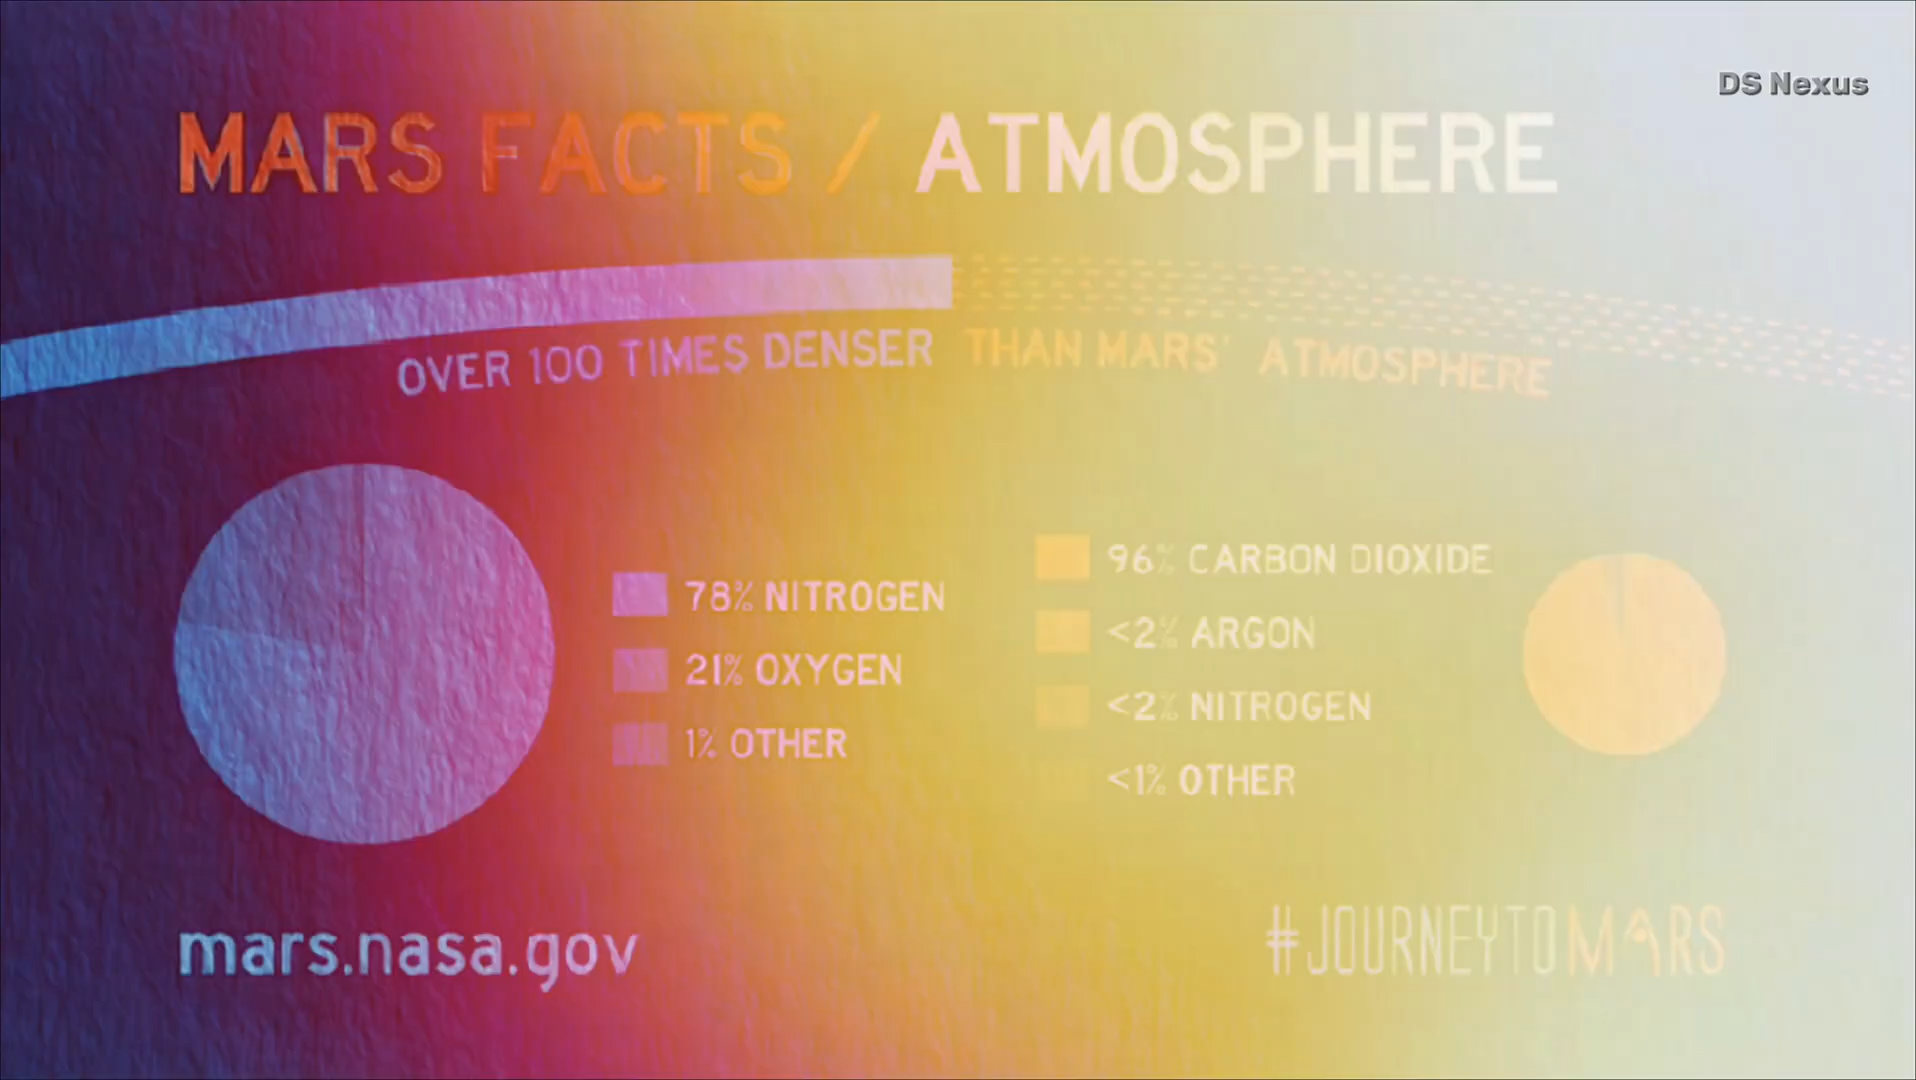 DS Nexus
MARS FACTS / ATMOSPHERE
OVER 100 TIMES DENSER THAN MARS' ATMOSPHERE
78% NITROGEN
21% OXYGEN
1% OTHER
96% CARBON DIOXIDE
<2% ARGON
<2% NITROGEN
<1% OTHER
mars.nasa.gov
#JOURNEYTOMARS